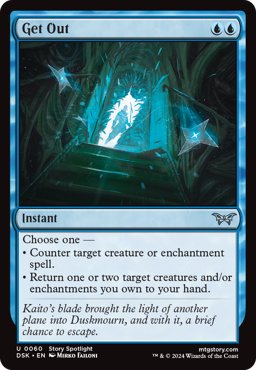 Get Out
Instant
Choose one —
• Counter target creature or enchantment
spell.
• Return one or two target creatures and/or
enchantments you own to your hand.
Kaito's blade brought the light of another
plane into Duskmourn, and with it, a brief
chance to escape.
U 0060 Story Spotlight
mtgstory.com
DSK • EN Mirko Failoni
™ & © 2024 Wizards of the Coast